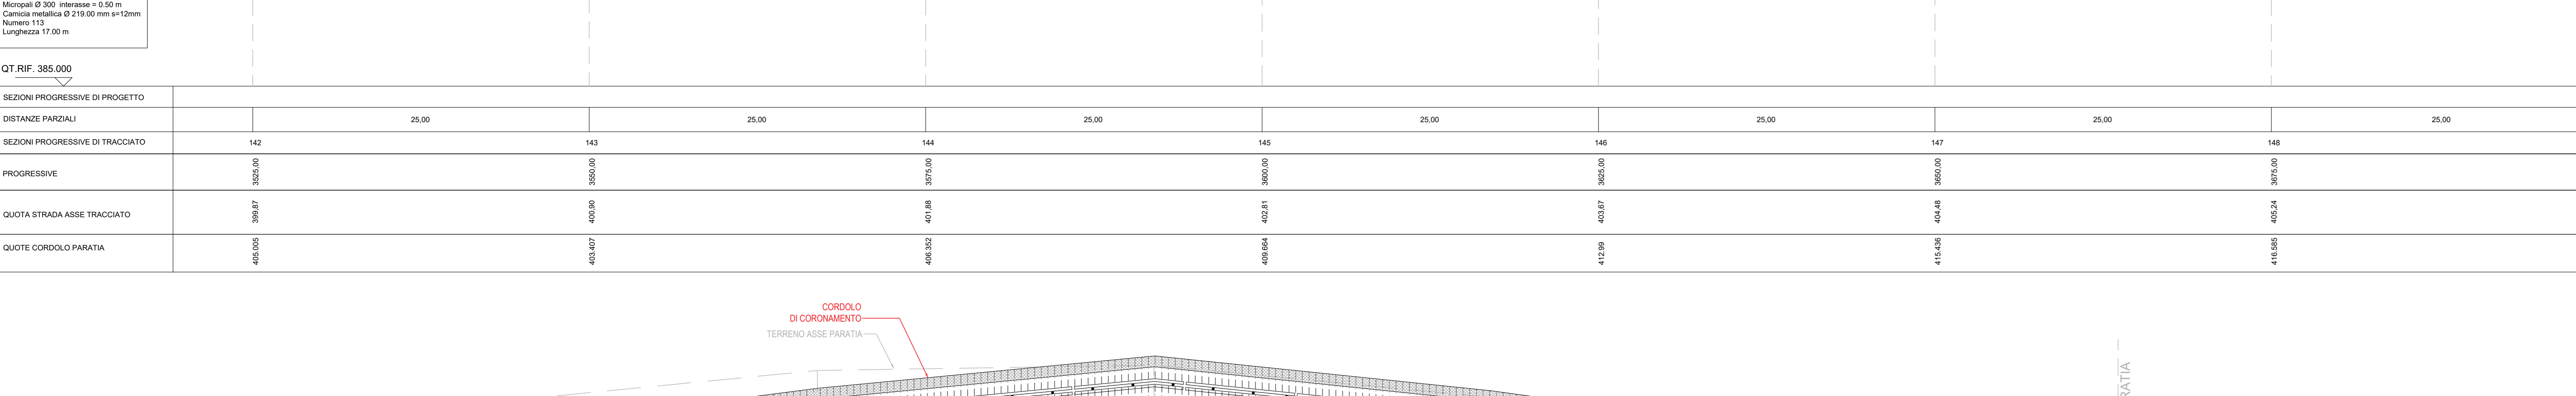 Micropali Ø 300 interasse = 0.50 m
Camicia metallica Ø 219.00 mm s=12mm
Numero 113
Lunghezza 17.00 m
QT.RIF. 385.000
SEZIONI PROGRESSIVE DI PROGETTO
DISTANZE PARZIALI 25,00 25,00 25,00 25,00 25,00 25,00 25,00
SEZIONI PROGRESSIVE DI TRACCIATO 142 143 144 145 146 147 148
PROGRESSIVE 3525,00 3550,00 3575,00 3600,00 3625,00 3650,00 3675,00
QUOTA STRADA ASSE TRACCIATO 399,87 400,90 401,88 402,81 403,67 404,48 405,24
QUOTE CORDOLO PARATIA 405.005 403.407 406.352 409.664 412.99 415.436 416.585
CORDOLO
DI CORONAMENTO
TERRENO ASSE PARATIA
RATIA